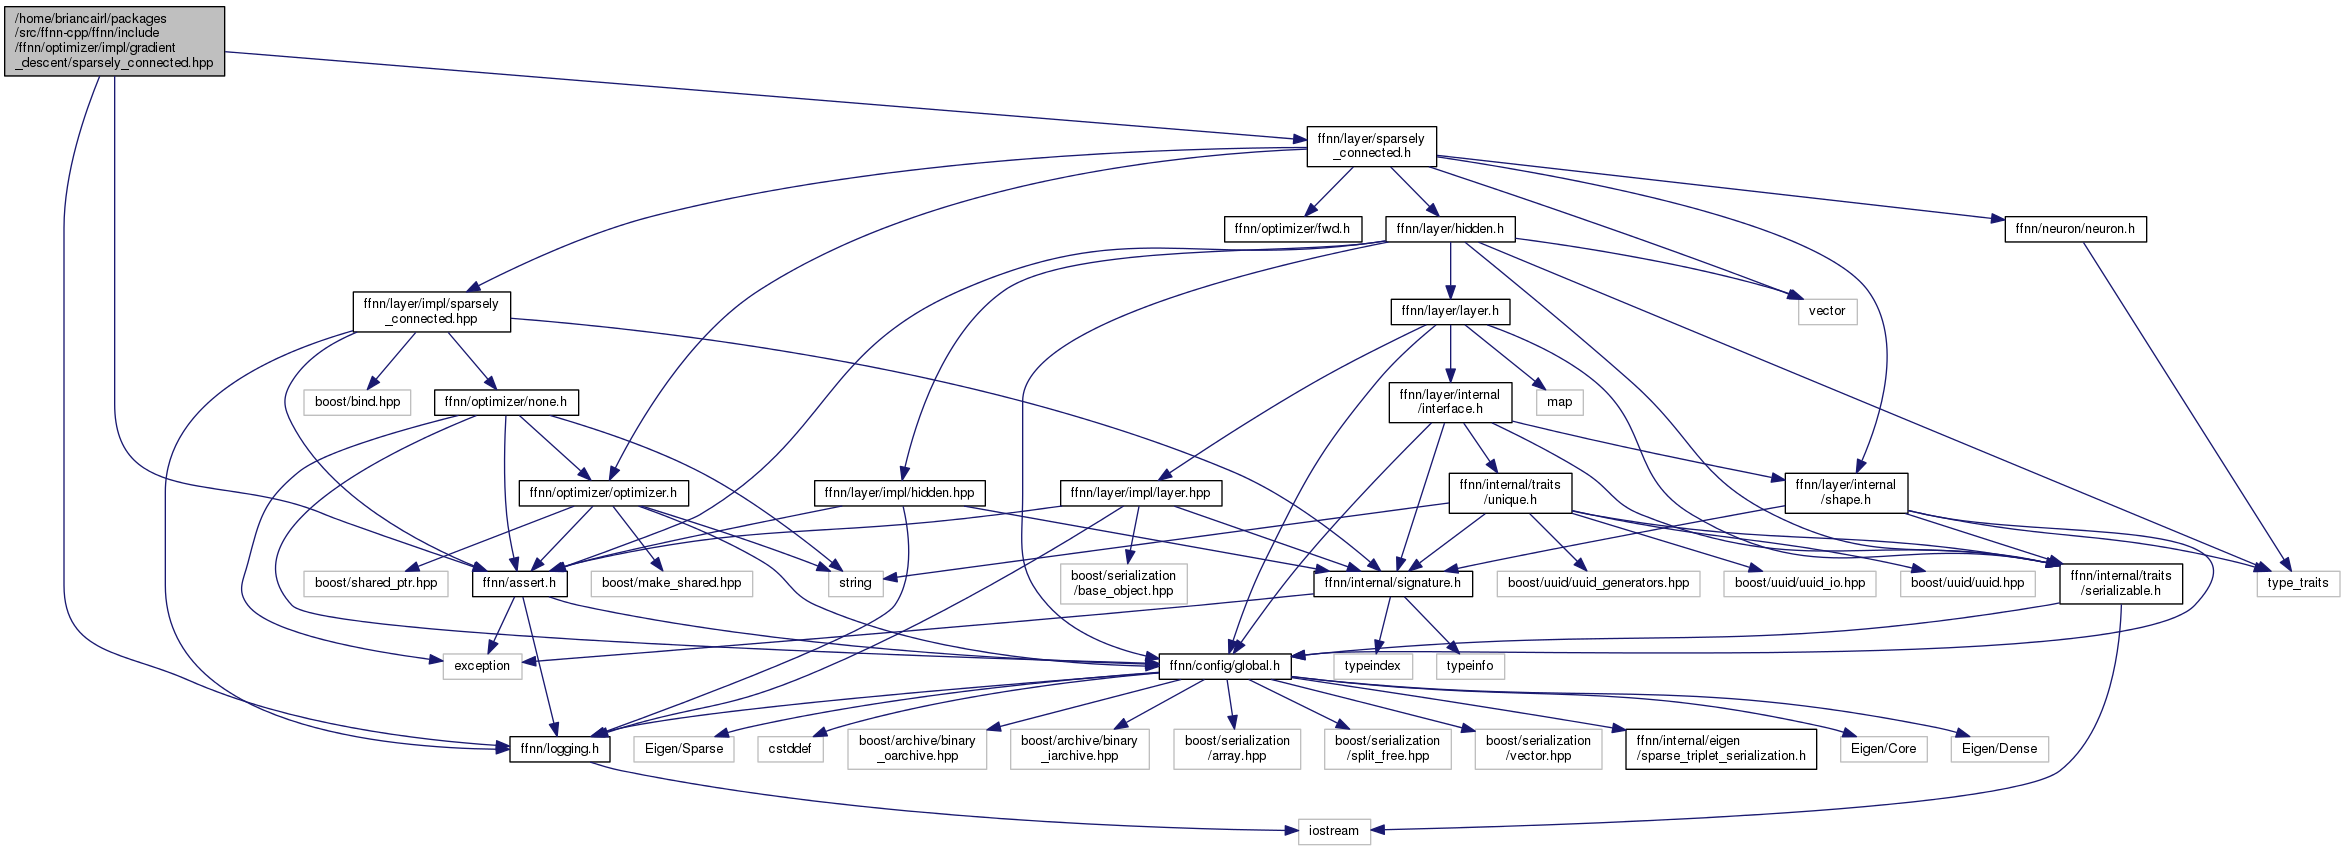 /home/briancairl/packages
/src/ffnn-cpp/ffnn/include
/ffnn/optimizer/impl/gradient
_descent/sparsely_connected.hpp
ffnn/layer/sparsely
_connected.h
ffnn/optimizer/fwd.h
ffnn/layer/hidden.h
ffnn/neuron/neuron.h
ffnn/layer/impl/sparsely
_connected.hpp
ffnn/layer/layer.h
vector
boost/bind.hpp
ffnn/optimizer/none.h
ffnn/layer/internal
/interface.h
map
ffnn/optimizer/optimizer.h
ffnn/layer/impl/hidden.hpp
ffnn/layer/impl/layer.hpp
ffnn/internal/traits
/unique.h
ffnn/layer/internal
/shape.h
boost/shared_ptr.hpp
ffnn/assert.h
boost/make_shared.hpp
string
boost/serialization
/base_object.hpp
ffnn/internal/signature.h
boost/uuid/uuid_generators.hpp
boost/uuid/uuid_io.hpp
boost/uuid/uuid.hpp
ffnn/internal/traits
/serializable.h
type_traits
exception
ffnn/config/global.h
typeindex
typeinfo
ffnn/logging.h
Eigen/Sparse
cstddef
boost/archive/binary
_oarchive.hpp
boost/archive/binary
_iarchive.hpp
boost/serialization
/array.hpp
boost/serialization
/split_free.hpp
boost/serialization
/vector.hpp
ffnn/internal/eigen
/sparse_triplet_serialization.h
Eigen/Core
Eigen/Dense
iostream